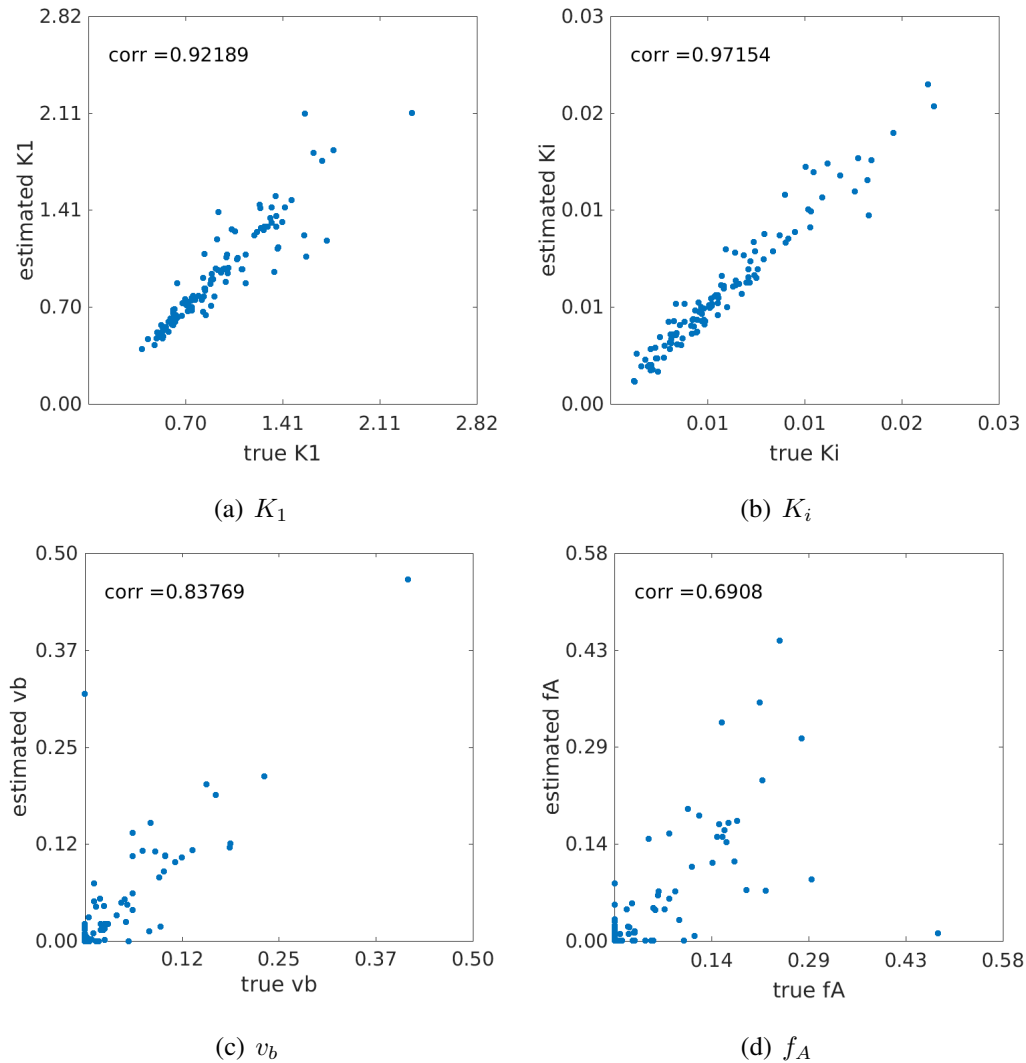 2.82
2.11
1.41
0.70
0.00
estimated K1
corr =0.92189
0.70 1.41 2.11 2.82
true K1
(a) K1
0.03
0.02
0.01
0.01
0.00
estimated Ki
corr =0.97154
0.01 0.01 0.02 0.03
true Ki
(b) Ki
0.50
0.37
0.25
0.12
0.00
estimated vb
corr =0.83769
0.12 0.25 0.37 0.50
true vb
(c) vb
0.58
0.43
0.29
0.14
0.00
estimated fA
corr =0.6908
0.14 0.29 0.43 0.58
true fA
(d) fA